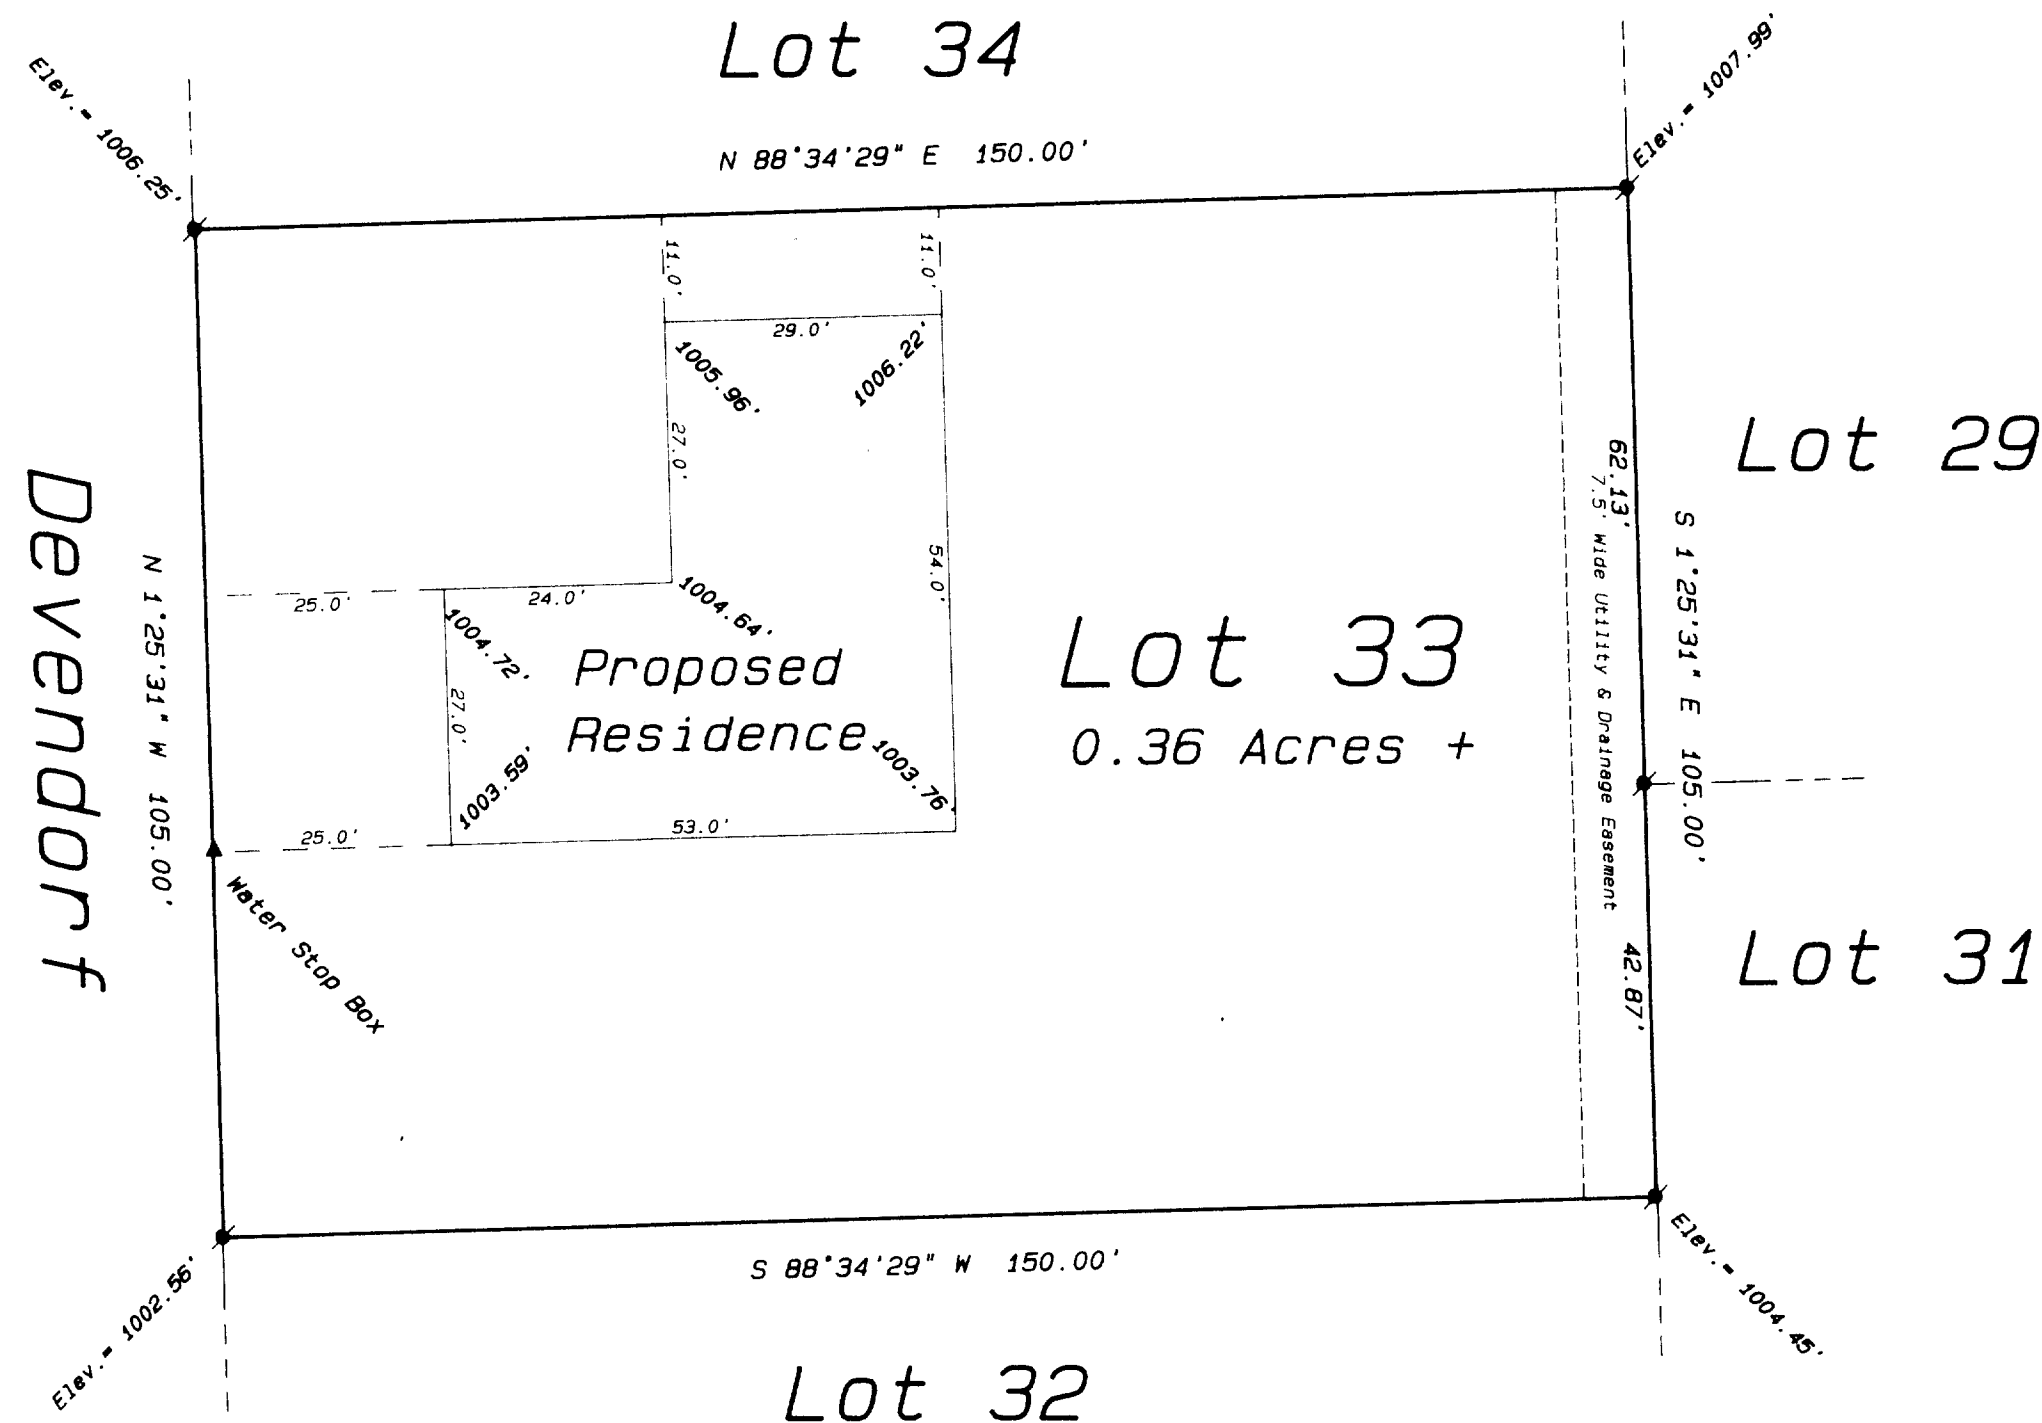 Lot 34
Elev.= 1006.25'
Elev.= 1007.99'
N 88°34'29" E 150.00'
11.0'
11.0'
29.0'
1005.96'
1006.22'
27.0'
54.0'
62.13'
7.5' Wide Utility & Drainage Easement
Lot 29
S 1°25'31" E 105.00'
Devendorf
N 1°25'31" W 105.00'
25.0'
24.0'
1004.64'
1004.72'
Proposed
Residence
27.0'
1003.59'
1003.76'
Lot 33
0.36 Acres +
25.0'
53.0'
Water Stop Box
42.87'
Lot 31
S 88°34'29" W 150.00'
Elev.= 1002.56'
Elev.= 1004.45'
Lot 32